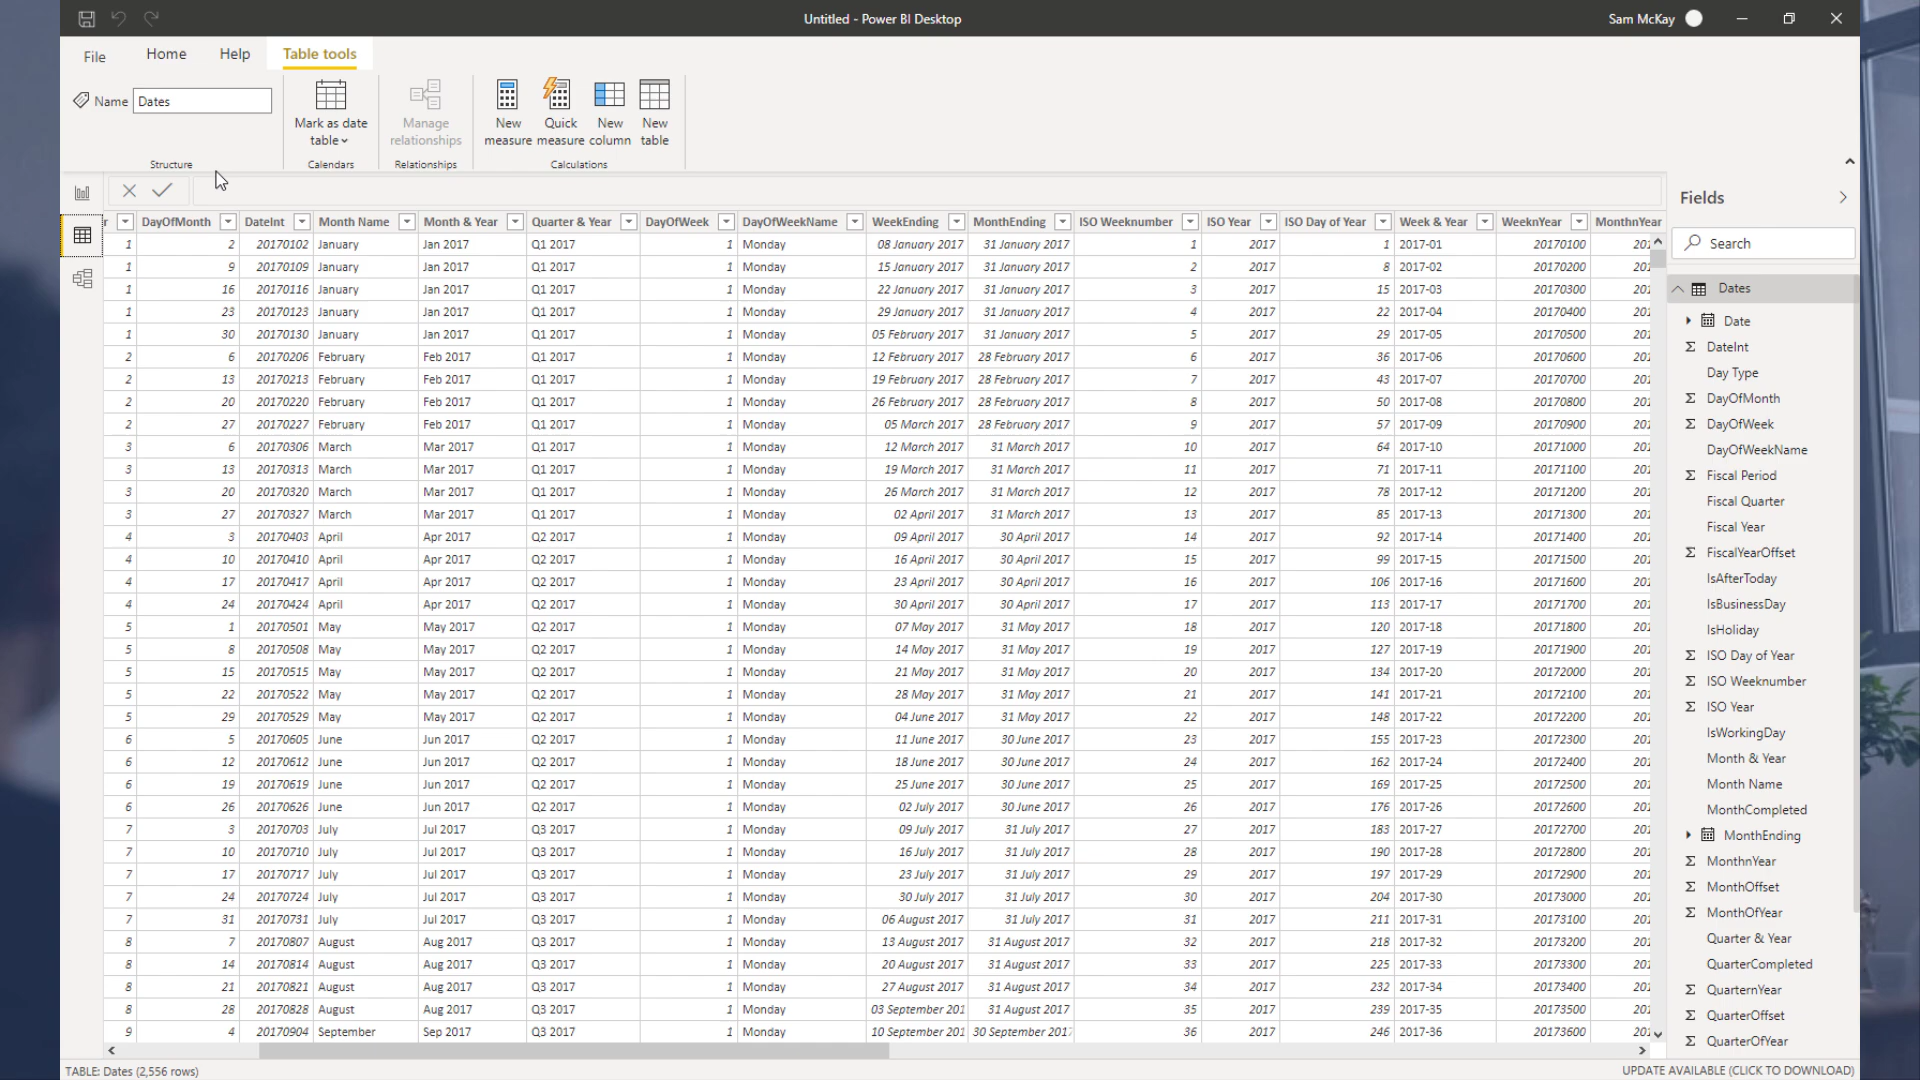 Untitled - Power BI Desktop
Sam McKay
File
Home
Help
Table tools
Name
Dates
Mark as date
table
Manage
relationships
New
measure
Quick
measure
New
column
New
table
Structure
Calendars
Relationships
Calculations
r DayOfMonth DateInt Month Name Month & Year Quarter & Year DayOfWeek DayOfWeekName WeekEnding MonthEnding ISO Weeknumber ISO Year ISO Day of Year Week & Year WeeknYear MonthnYear
1 2 20170102 January Jan 2017 Q1 2017 1 Monday 08 January 2017 31 January 2017 1 2017 1 2017-01 20170100 201
1 9 20170109 January Jan 2017 Q1 2017 1 Monday 15 January 2017 31 January 2017 2 2017 8 2017-02 20170200 201
1 16 20170116 January Jan 2017 Q1 2017 1 Monday 22 January 2017 31 January 2017 3 2017 15 2017-03 20170300 201
1 23 20170123 January Jan 2017 Q1 2017 1 Monday 29 January 2017 31 January 2017 4 2017 22 2017-04 20170400 201
1 30 20170130 January Jan 2017 Q1 2017 1 Monday 05 February 2017 31 January 2017 5 2017 29 2017-05 20170500 201
2 6 20170206 February Feb 2017 Q1 2017 1 Monday 12 February 2017 28 February 2017 6 2017 36 2017-06 20170600 201
2 13 20170213 February Feb 2017 Q1 2017 1 Monday 19 February 2017 28 February 2017 7 2017 43 2017-07 20170700 201
2 20 20170220 February Feb 2017 Q1 2017 1 Monday 26 February 2017 28 February 2017 8 2017 50 2017-08 20170800 201
2 27 20170227 February Feb 2017 Q1 2017 1 Monday 05 March 2017 28 February 2017 9 2017 57 2017-09 20170900 201
3 6 20170306 March Mar 2017 Q1 2017 1 Monday 12 March 2017 31 March 2017 10 2017 64 2017-10 20171000 201
3 13 20170313 March Mar 2017 Q1 2017 1 Monday 19 March 2017 31 March 2017 11 2017 71 2017-11 20171100 201
3 20 20170320 March Mar 2017 Q1 2017 1 Monday 26 March 2017 31 March 2017 12 2017 78 2017-12 20171200 201
3 27 20170327 March Mar 2017 Q1 2017 1 Monday 02 April 2017 31 March 2017 13 2017 85 2017-13 20171300 201
4 3 20170403 April Apr 2017 Q2 2017 1 Monday 09 April 2017 30 April 2017 14 2017 92 2017-14 20171400 201
4 10 20170410 April Apr 2017 Q2 2017 1 Monday 16 April 2017 30 April 2017 15 2017 99 2017-15 20171500 201
4 17 20170417 April Apr 2017 Q2 2017 1 Monday 23 April 2017 30 April 2017 16 2017 106 2017-16 20171600 201
4 24 20170424 April Apr 2017 Q2 2017 1 Monday 30 April 2017 30 April 2017 17 2017 113 2017-17 20171700 201
5 1 20170501 May May 2017 Q2 2017 1 Monday 07 May 2017 31 May 2017 18 2017 120 2017-18 20171800 201
5 8 20170508 May May 2017 Q2 2017 1 Monday 14 May 2017 31 May 2017 19 2017 127 2017-19 20171900 201
5 15 20170515 May May 2017 Q2 2017 1 Monday 21 May 2017 31 May 2017 20 2017 134 2017-20 20172000 201
5 22 20170522 May May 2017 Q2 2017 1 Monday 28 May 2017 31 May 2017 21 2017 141 2017-21 20172100 201
5 29 20170529 May May 2017 Q2 2017 1 Monday 04 June 2017 31 May 2017 22 2017 148 2017-22 20172200 201
6 5 20170605 June Jun 2017 Q2 2017 1 Monday 11 June 2017 30 June 2017 23 2017 155 2017-23 20172300 201
6 12 20170612 June Jun 2017 Q2 2017 1 Monday 18 June 2017 30 June 2017 24 2017 162 2017-24 20172400 201
6 19 20170619 June Jun 2017 Q2 2017 1 Monday 25 June 2017 30 June 2017 25 2017 169 2017-25 20172500 201
6 26 20170626 June Jun 2017 Q2 2017 1 Monday 02 July 2017 30 June 2017 26 2017 176 2017-26 20172600 201
7 3 20170703 July Jul 2017 Q3 2017 1 Monday 09 July 2017 31 July 2017 27 2017 183 2017-27 20172700 201
7 10 20170710 July Jul 2017 Q3 2017 1 Monday 16 July 2017 31 July 2017 28 2017 190 2017-28 20172800 201
7 17 20170717 July Jul 2017 Q3 2017 1 Monday 23 July 2017 31 July 2017 29 2017 197 2017-29 20172900 201
7 24 20170724 July Jul 2017 Q3 2017 1 Monday 30 July 2017 31 July 2017 30 2017 204 2017-30 20173000 201
7 31 20170731 July Jul 2017 Q3 2017 1 Monday 06 August 2017 31 July 2017 31 2017 211 2017-31 20173100 201
8 7 20170807 August Aug 2017 Q3 2017 1 Monday 13 August 2017 31 August 2017 32 2017 218 2017-32 20173200 201
8 14 20170814 August Aug 2017 Q3 2017 1 Monday 20 August 2017 31 August 2017 33 2017 225 2017-33 20173300 201
8 21 20170821 August Aug 2017 Q3 2017 1 Monday 27 August 2017 31 August 2017 34 2017 232 2017-34 20173400 201
8 28 20170828 August Aug 2017 Q3 2017 1 Monday 03 September 201 31 August 2017 35 2017 239 2017-35 20173500 201
9 4 20170904 September Sep 2017 Q3 2017 1 Monday 10 September 201 30 September 2017 36 2017 246 2017-36 20173600 201
Fields
Search
Dates
Date
DateInt
Day Type
DayOfMonth
DayOfWeek
DayOfWeekName
Fiscal Period
Fiscal Quarter
Fiscal Year
FiscalYearOffset
IsAfterToday
IsBusinessDay
IsHoliday
ISO Day of Year
ISO Weeknumber
ISO Year
IsWorkingDay
Month & Year
Month Name
MonthCompleted
MonthEnding
MonthnYear
MonthOffset
MonthOfYear
Quarter & Year
QuarterCompleted
QuarternYear
QuarterOffset
QuarterOfYear
TABLE: Dates (2,556 rows)
UPDATE AVAILABLE (CLICK TO DOWNLOAD)